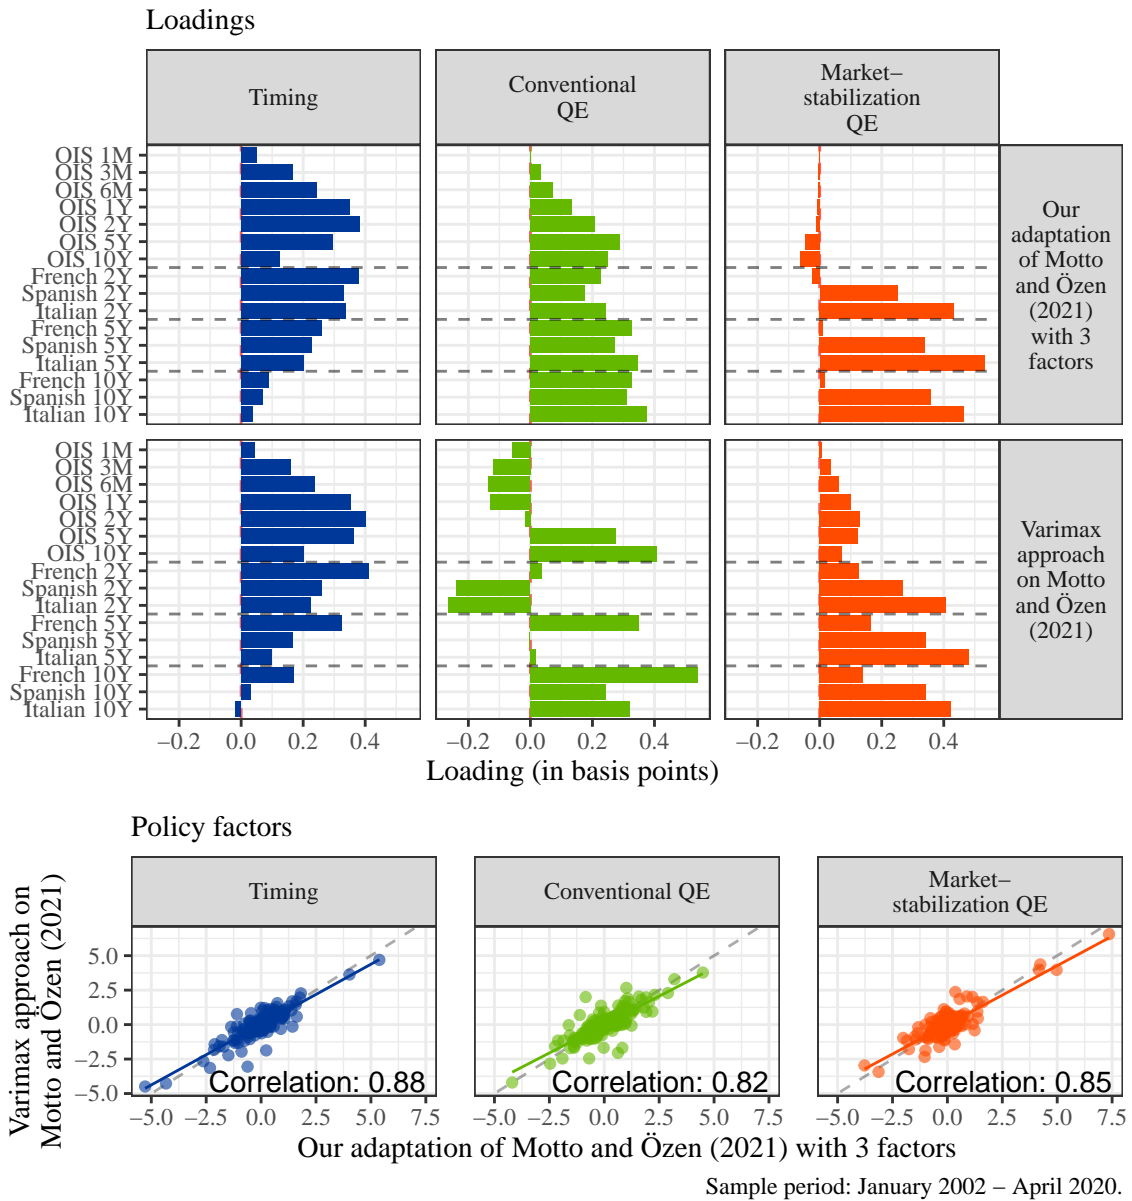 Loadings
Timing
Conventional
QE
Market−
stabilization
QE
OIS 1M
OIS 3M
OIS 6M
OIS 1Y
OIS 2Y
OIS 5Y
OIS 10Y
French 2Y
Spanish 2Y
Italian 2Y
French 5Y
Spanish 5Y
Italian 5Y
French 10Y
Spanish 10Y
Italian 10Y
Our
adaptation
of Motto
and Özen
(2021)
with 3
factors
OIS 1M
OIS 3M
OIS 6M
OIS 1Y
OIS 2Y
OIS 5Y
OIS 10Y
French 2Y
Spanish 2Y
Italian 2Y
French 5Y
Spanish 5Y
Italian 5Y
French 10Y
Spanish 10Y
Italian 10Y
Varimax
approach
on Motto
and Özen
(2021)
−0.2 0.0 0.2 0.4
−0.2 0.0 0.2 0.4
−0.2 0.0 0.2 0.4
Loading (in basis points)
Policy factors
Timing
Conventional QE
Market−
stabilization QE
Varimax approach on
Motto and Özen (2021)
5.0
2.5
0.0
−2.5
−5.0
Correlation: 0.88
Correlation: 0.82
Correlation: 0.85
−5.0 −2.5 0.0 2.5 5.0 7.5
−5.0 −2.5 0.0 2.5 5.0 7.5
−5.0 −2.5 0.0 2.5 5.0 7.5
Our adaptation of Motto and Özen (2021) with 3 factors
Sample period: January 2002 – April 2020.